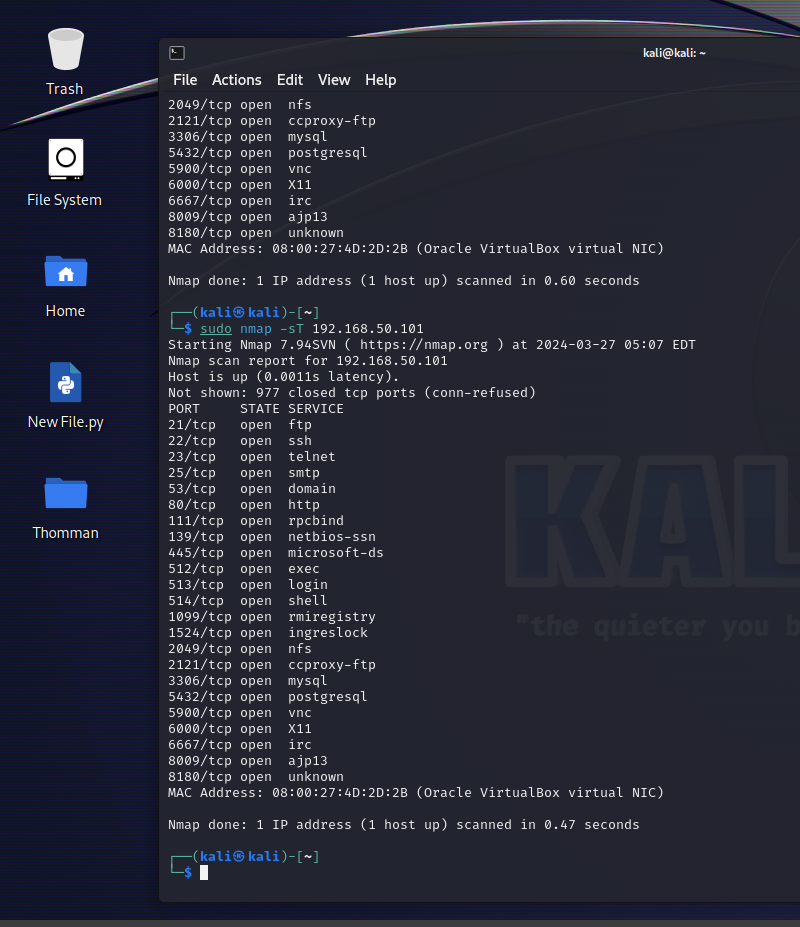 Trash
File System
Home
New File.py
Thomman
kali@kali: ~
File Actions Edit View Help
2049/tcp open nfs
2121/tcp open ccproxy-ftp
3306/tcp open mysql
5432/tcp open postgresql
5900/tcp open vnc
6000/tcp open X11
6667/tcp open irc
8009/tcp open ajp13
8180/tcp open unknown
MAC Address: 08:00:27:4D:2D:2B (Oracle VirtualBox virtual NIC)
Nmap done: 1 IP address (1 host up) scanned in 0.60 seconds
┌──(kali㉿kali)-[~]
└─$ sudo nmap -sT 192.168.50.101
Starting Nmap 7.94SVN ( https://nmap.org ) at 2024-03-27 05:07 EDT
Nmap scan report for 192.168.50.101
Host is up (0.0011s latency).
Not shown: 977 closed tcp ports (conn-refused)
PORT STATE SERVICE
21/tcp open ftp
22/tcp open ssh
23/tcp open telnet
25/tcp open smtp
53/tcp open domain
80/tcp open http
111/tcp open rpcbind
139/tcp open netbios-ssn
445/tcp open microsoft-ds
512/tcp open exec
513/tcp open login
514/tcp open shell
1099/tcp open rmiregistry
1524/tcp open ingreslock
2049/tcp open nfs
2121/tcp open ccproxy-ftp
3306/tcp open mysql
5432/tcp open postgresql
5900/tcp open vnc
6000/tcp open X11
6667/tcp open irc
8009/tcp open ajp13
8180/tcp open unknown
MAC Address: 08:00:27:4D:2D:2B (Oracle VirtualBox virtual NIC)
Nmap done: 1 IP address (1 host up) scanned in 0.47 seconds
┌──(kali㉿kali)-[~]
└─$
KAL
"the quieter you b